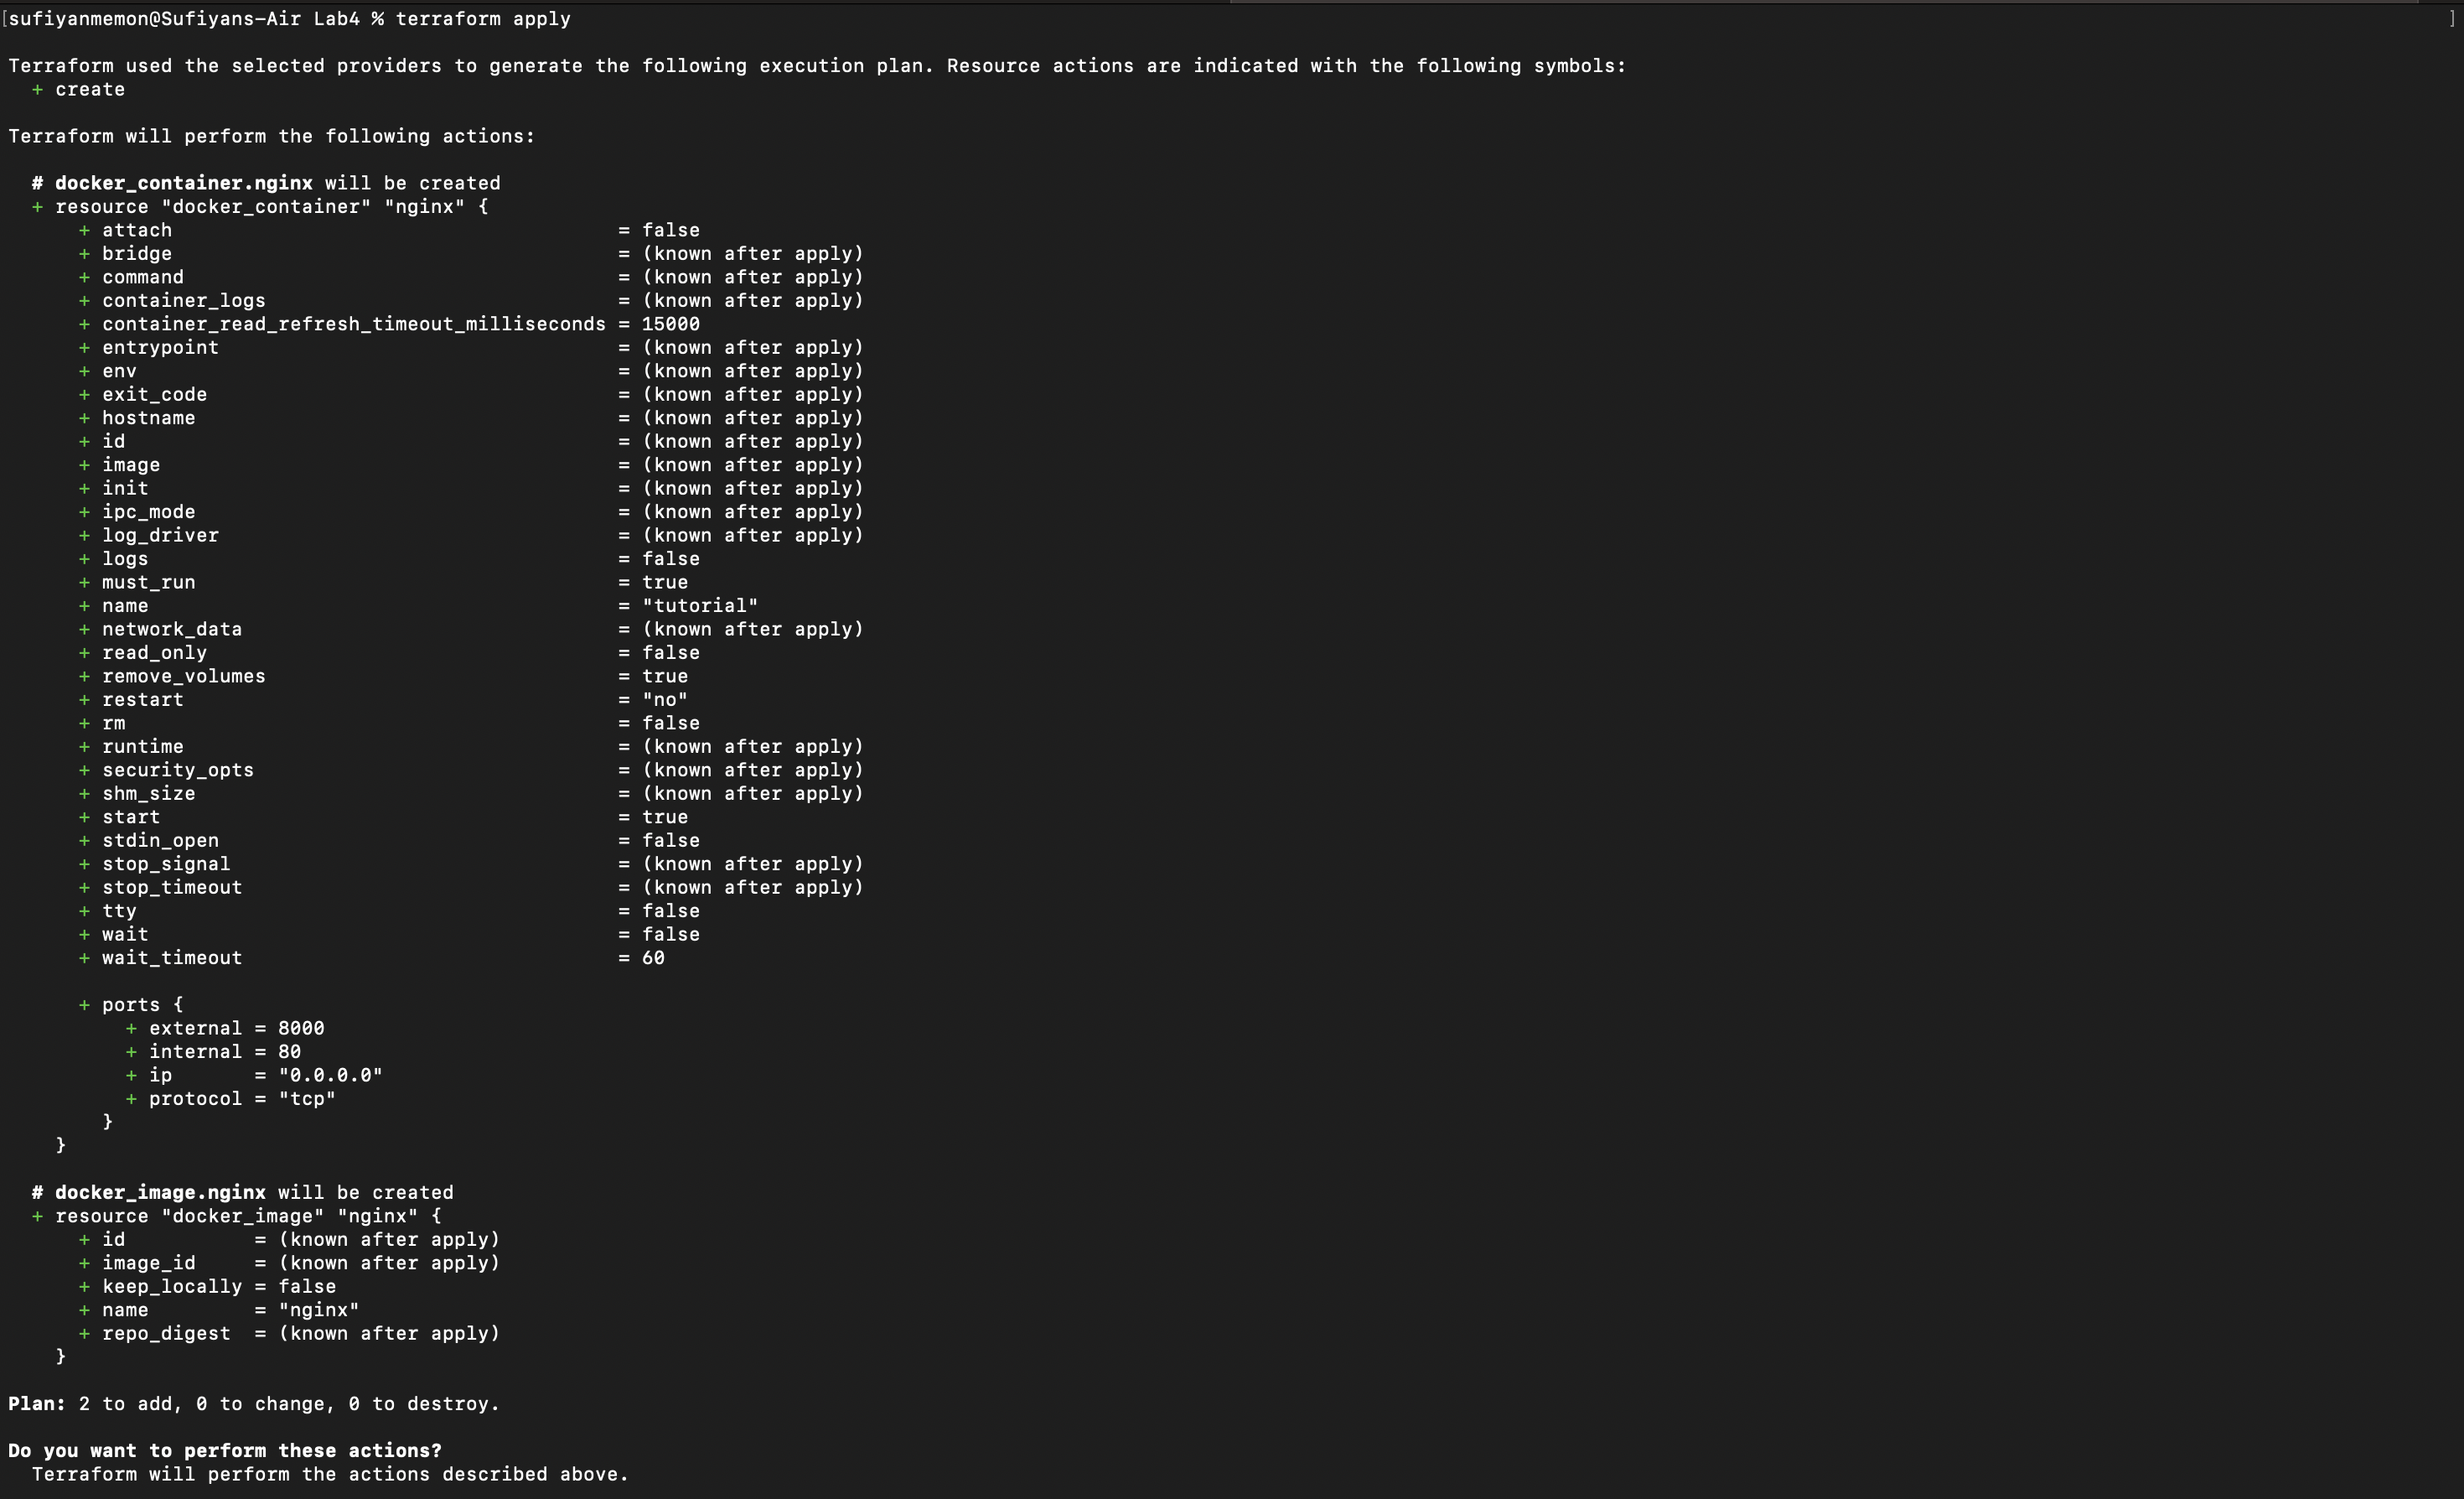 [sufiyanmemon@Sufiyans-Air Lab4 % terraform apply ]
Terraform used the selected providers to generate the following execution plan. Resource actions are indicated with the following symbols:
+ create
Terraform will perform the following actions:
# docker_container.nginx will be created
+ resource "docker_container" "nginx" {
+ attach = false
+ bridge = (known after apply)
+ command = (known after apply)
+ container_logs = (known after apply)
+ container_read_refresh_timeout_milliseconds = 15000
+ entrypoint = (known after apply)
+ env = (known after apply)
+ exit_code = (known after apply)
+ hostname = (known after apply)
+ id = (known after apply)
+ image = (known after apply)
+ init = (known after apply)
+ ipc_mode = (known after apply)
+ log_driver = (known after apply)
+ logs = false
+ must_run = true
+ name = "tutorial"
+ network_data = (known after apply)
+ read_only = false
+ remove_volumes = true
+ restart = "no"
+ rm = false
+ runtime = (known after apply)
+ security_opts = (known after apply)
+ shm_size = (known after apply)
+ start = true
+ stdin_open = false
+ stop_signal = (known after apply)
+ stop_timeout = (known after apply)
+ tty = false
+ wait = false
+ wait_timeout = 60
+ ports {
+ external = 8000
+ internal = 80
+ ip = "0.0.0.0"
+ protocol = "tcp"
}
}
# docker_image.nginx will be created
+ resource "docker_image" "nginx" {
+ id = (known after apply)
+ image_id = (known after apply)
+ keep_locally = false
+ name = "nginx"
+ repo_digest = (known after apply)
}
Plan: 2 to add, 0 to change, 0 to destroy.
Do you want to perform these actions?
Terraform will perform the actions described above.